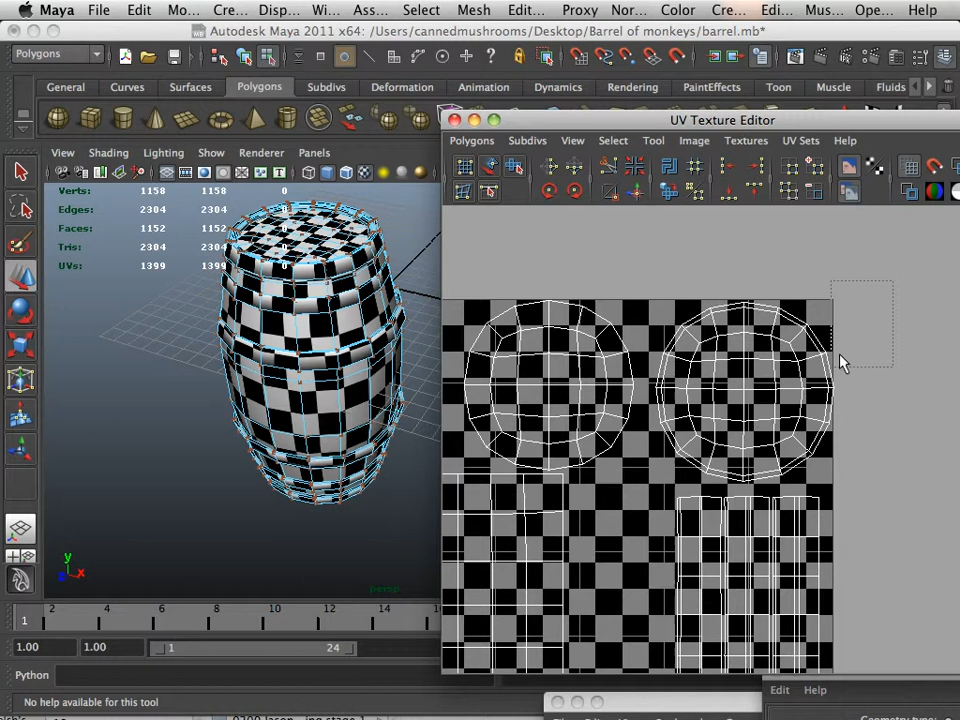 Maya File Edit Mo... Cre... Disp... Wi... Ass... Select Mesh Edit... Proxy Nor... Color Cre... Edi... Mus... Ope... Help
Autodesk Maya 2011 x64: /Users/cannedmushrooms/Desktop/Barrel of monkeys/barrel.mb*
Polygons
General Curves Surfaces Polygons Subdivs Deformation Animation Dynamics Rendering PaintEffects Toon Muscle Fluids
UV Texture Editor
Polygons Subdivs View Select Tool Image Textures UV Sets Help
View Shading Lighting Show Renderer Panels
Verts: 1158 1158 0
Edges: 2304 2304 0
Faces: 1152 1152 0
Tris: 2304 2304 0
UVs: 1399 1399 0
y
z x
persp
2 4 6 8 10 12 14
1
1.00 1.00 1 24
Python
No help available for this tool
Edit Help